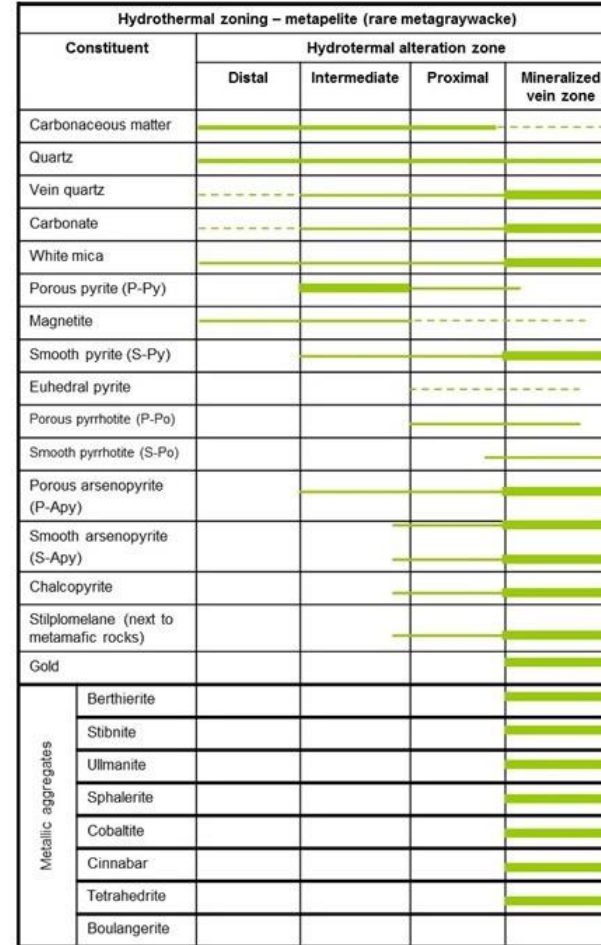 Hydrothermal zoning – metapelite (rare metagraywacke)
Constituent
Hydrotermal alteration zone
Distal
Intermediate
Proximal
Mineralized
vein zone
Carbonaceous matter
Quartz
Vein quartz
Carbonate
White mica
Porous pyrite (P-Py)
Magnetite
Smooth pyrite (S-Py)
Euhedral pyrite
Porous pyrrhotite (P-Po)
Smooth pyrrhotite (S-Po)
Porous arsenopyrite
(P-Apy)
Smooth arsenopyrite
(S-Apy)
Chalcopyrite
Stilplomelane (next to
metamafic rocks)
Gold
Metallic aggregates
Berthierite
Stibnite
Ullmanite
Sphalerite
Cobaltite
Cinnabar
Tetrahedrite
Boulangerite